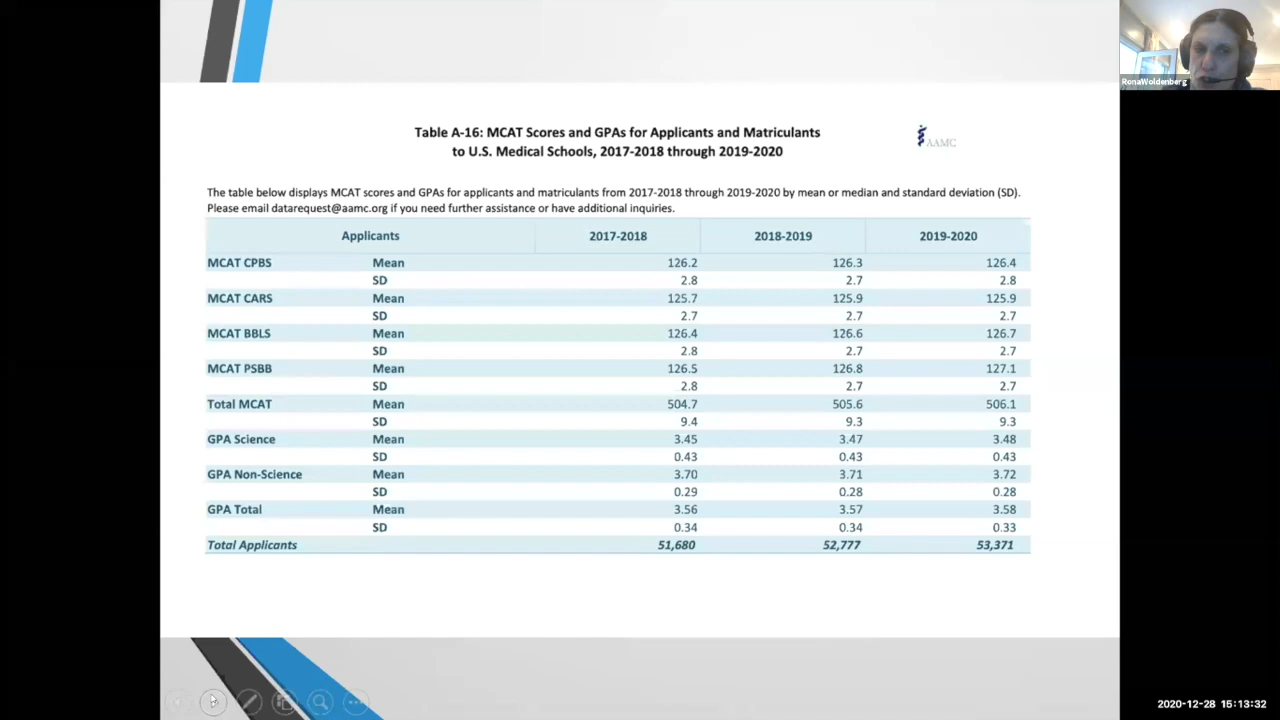 RonaWoldenberg
Table A-16: MCAT Scores and GPAs for Applicants and Matriculants
to U.S. Medical Schools, 2017-2018 through 2019-2020
AAMC
The table below displays MCAT scores and GPAs for applicants and matriculants from 2017-2018 through 2019-2020 by mean or median and standard deviation (SD).
Please email datarequest@aamc.org if you need further assistance or have additional inquiries.
Applicants 2017-2018 2018-2019 2019-2020
MCAT CPBS Mean 126.2 126.3 126.4
SD 2.8 2.7 2.8
MCAT CARS Mean 125.7 125.9 125.9
SD 2.7 2.7 2.7
MCAT BBLS Mean 126.4 126.6 126.7
SD 2.8 2.7 2.7
MCAT PSBB Mean 126.5 126.8 127.1
SD 2.8 2.7 2.7
Total MCAT Mean 504.7 505.6 506.1
SD 9.4 9.3 9.3
GPA Science Mean 3.45 3.47 3.48
SD 0.43 0.43 0.43
GPA Non-Science Mean 3.70 3.71 3.72
SD 0.29 0.28 0.28
GPA Total Mean 3.56 3.57 3.58
SD 0.34 0.34 0.33
Total Applicants 51,680 52,777 53,371
2020-12-28 15:13:32